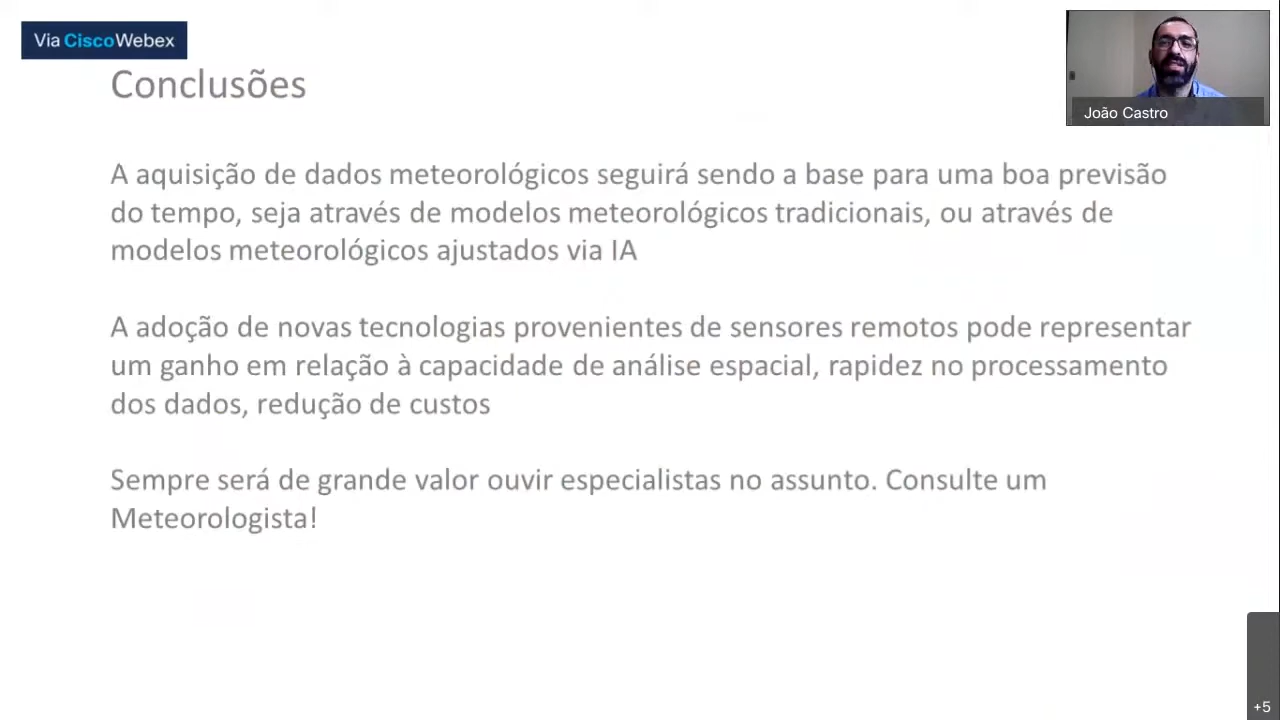 Via CiscoWebex
João Castro
Conclusões
A aquisição de dados meteorológicos seguirá sendo a base para uma boa previsão
do tempo, seja através de modelos meteorológicos tradicionais, ou através de
modelos meteorológicos ajustados via IA
A adoção de novas tecnologias provenientes de sensores remotos pode representar
um ganho em relação à capacidade de análise espacial, rapidez no processamento
dos dados, redução de custos
Sempre será de grande valor ouvir especialistas no assunto. Consulte um
Meteorologista!
+5